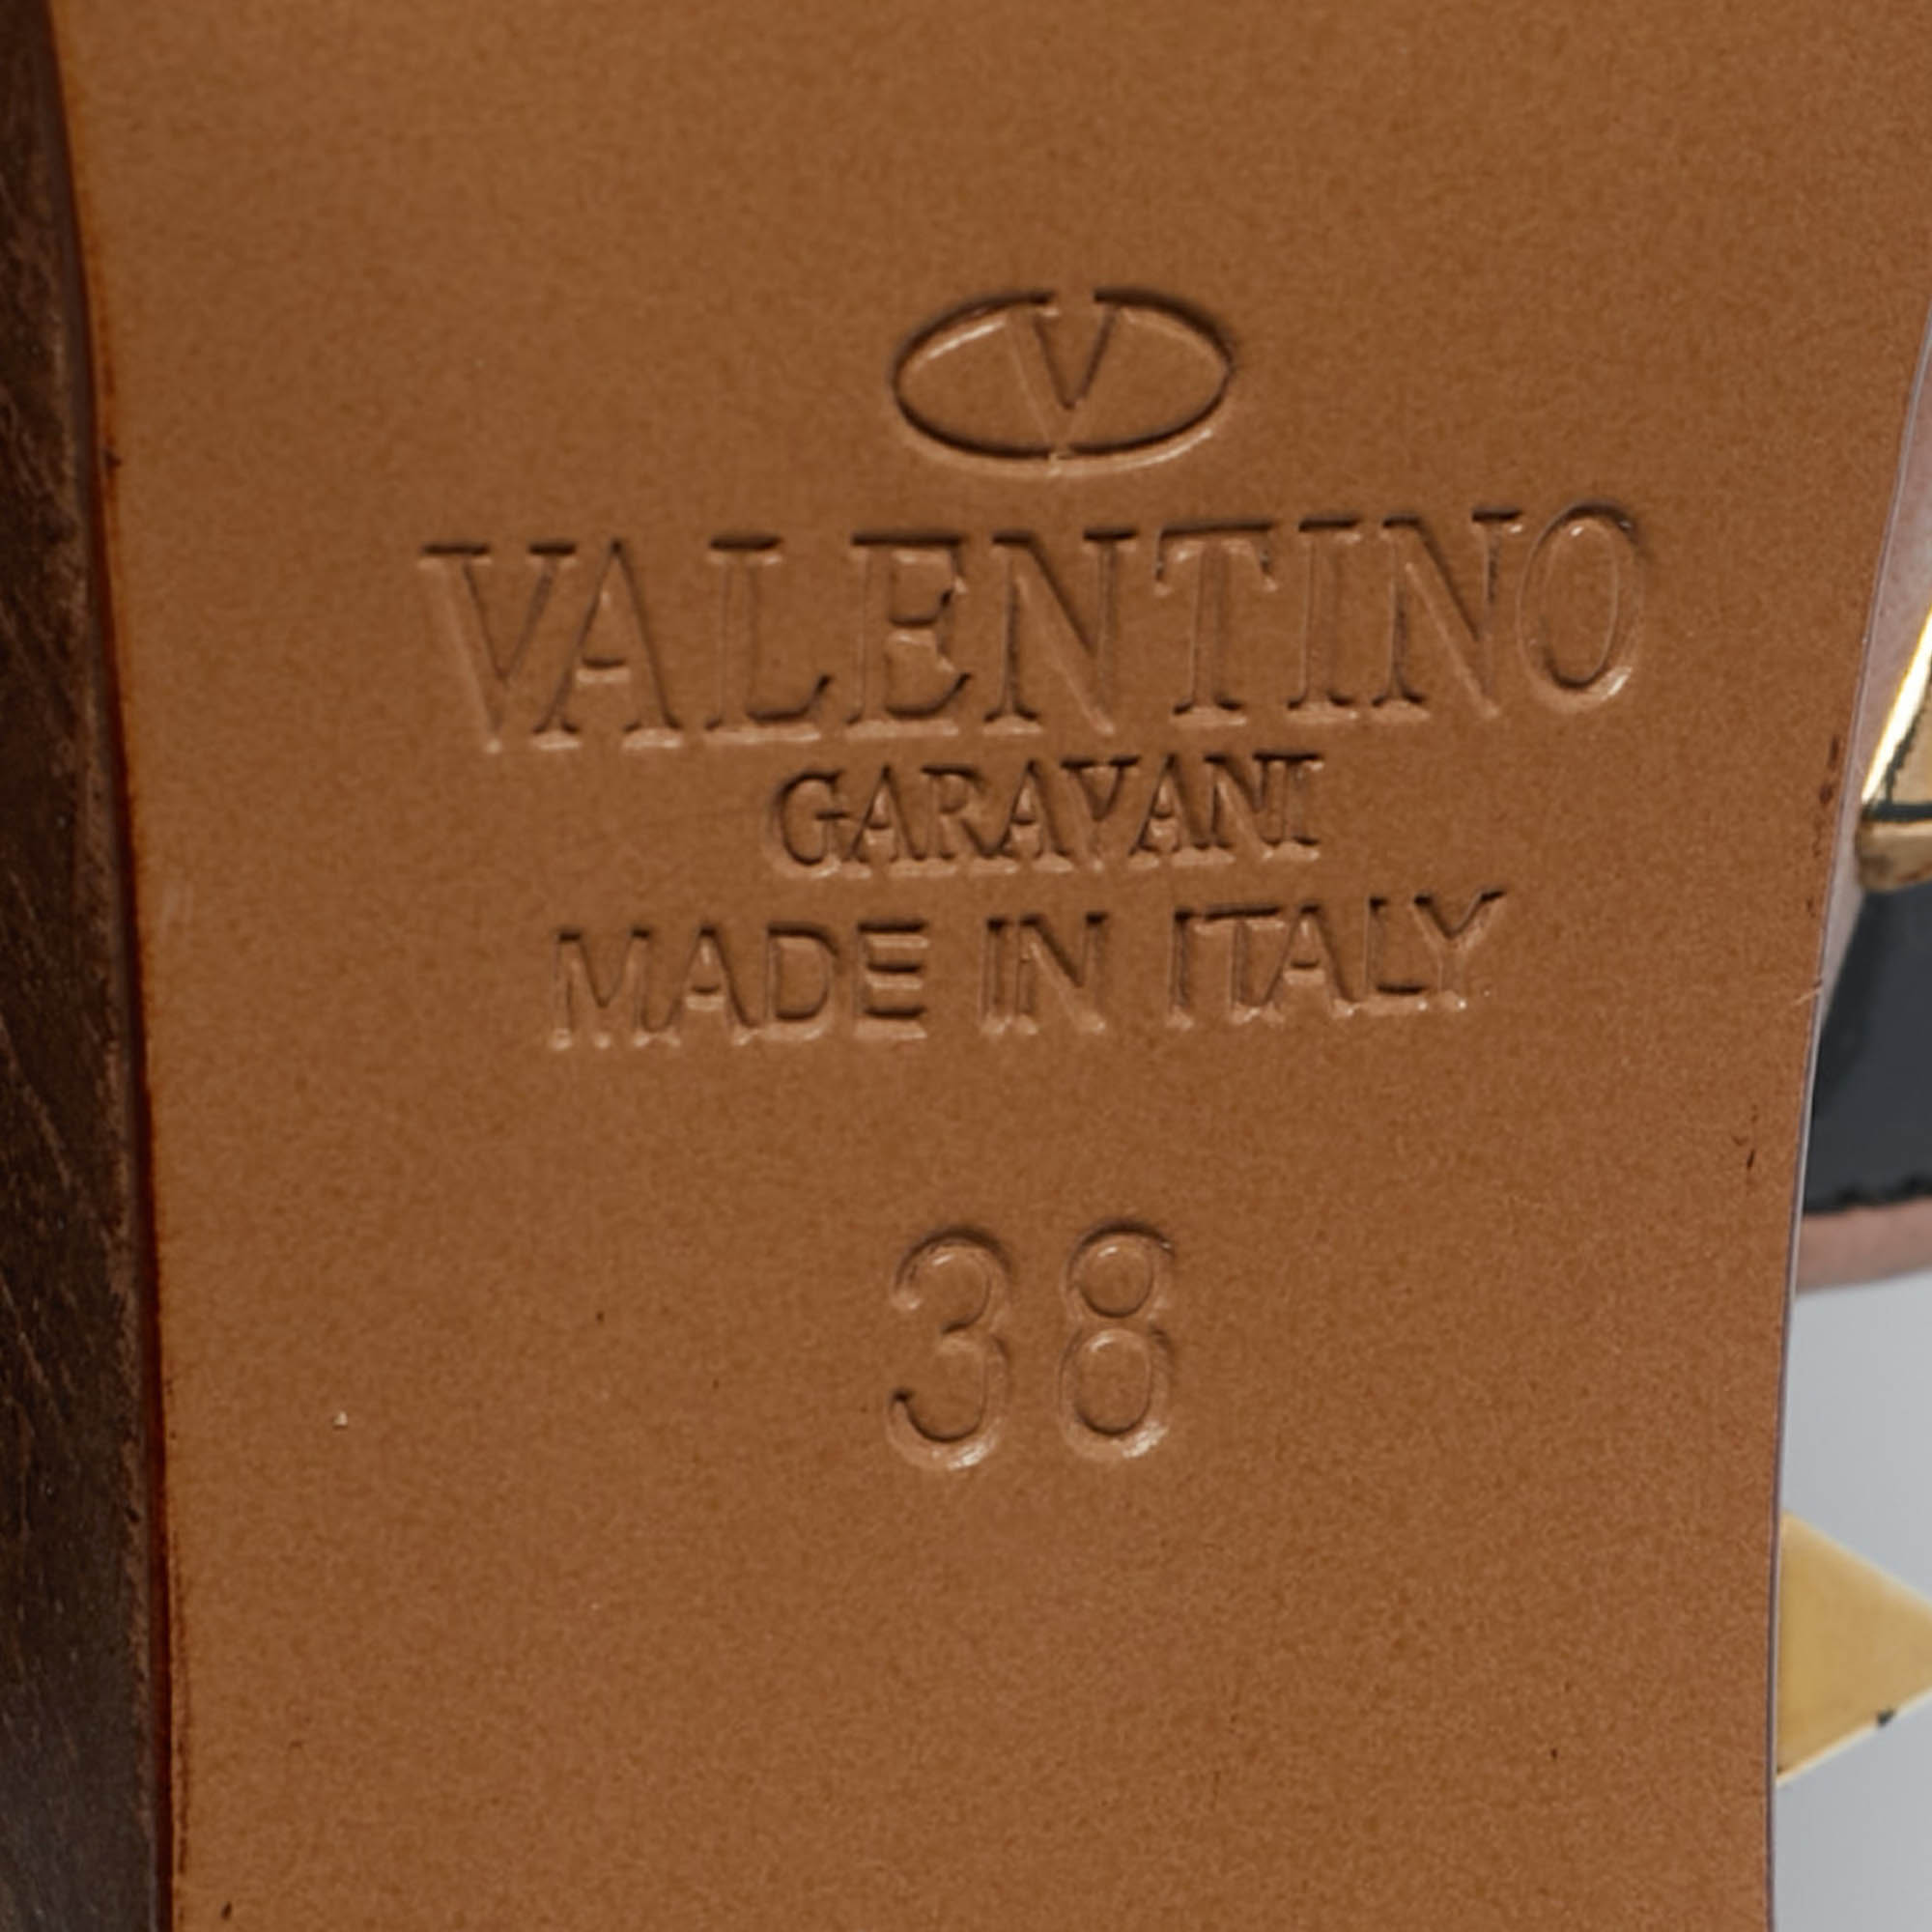 V
VALENTINO
GARAVANI
MADE IN ITALY
38